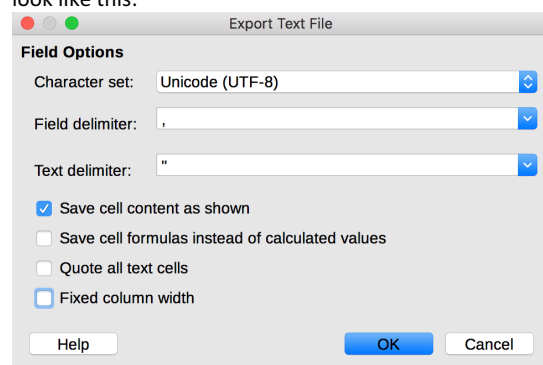 look like this:
Export Text File
Field Options
Character set: Unicode (UTF-8)
Field delimiter: ,
Text delimiter: "
Save cell content as shown
Save cell formulas instead of calculated values
Quote all text cells
Fixed column width
Help OK Cancel